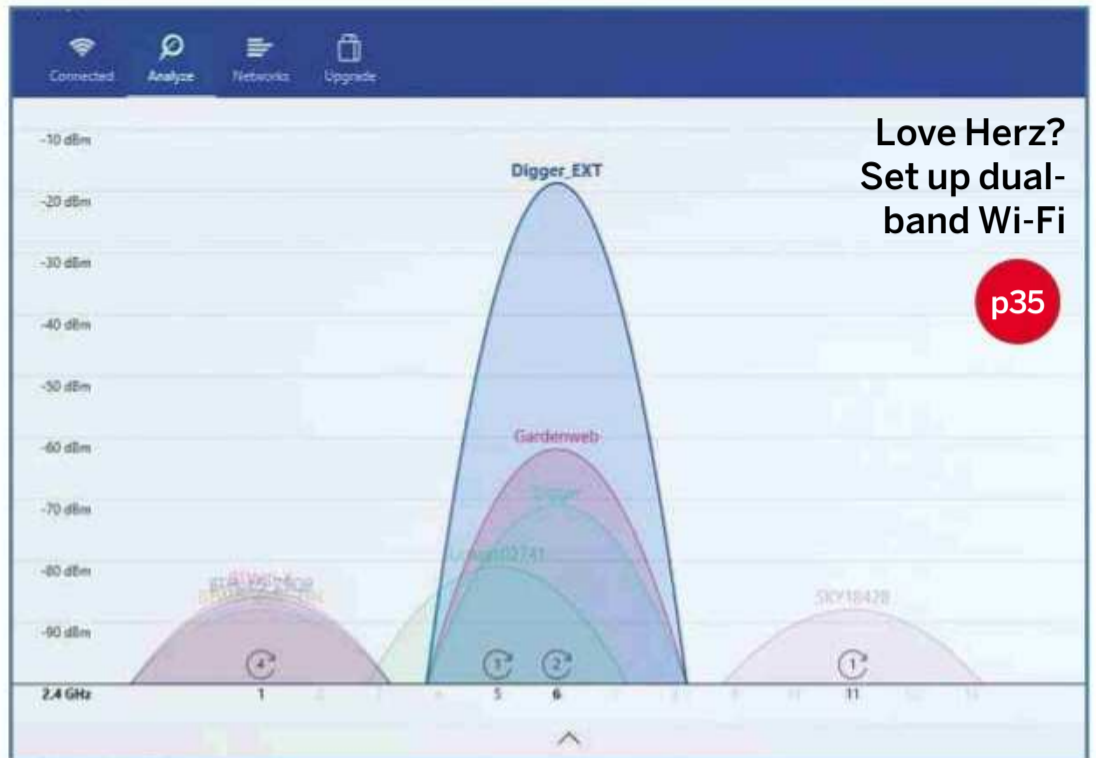 Connected
Analyze
Networks
Upgrade
Love Herz?
Set up dual-
band Wi-Fi
p35
-10 dBm
Digger_EXT
-20 dBm
-30 dBm
-40 dBm
-50 dBm
Gardenweb
-60 dBm
Digger
-70 dBm
-80 dBm
SKY18428
-90 dBm
4
2
1
2.4 GHz
1
5
6
11